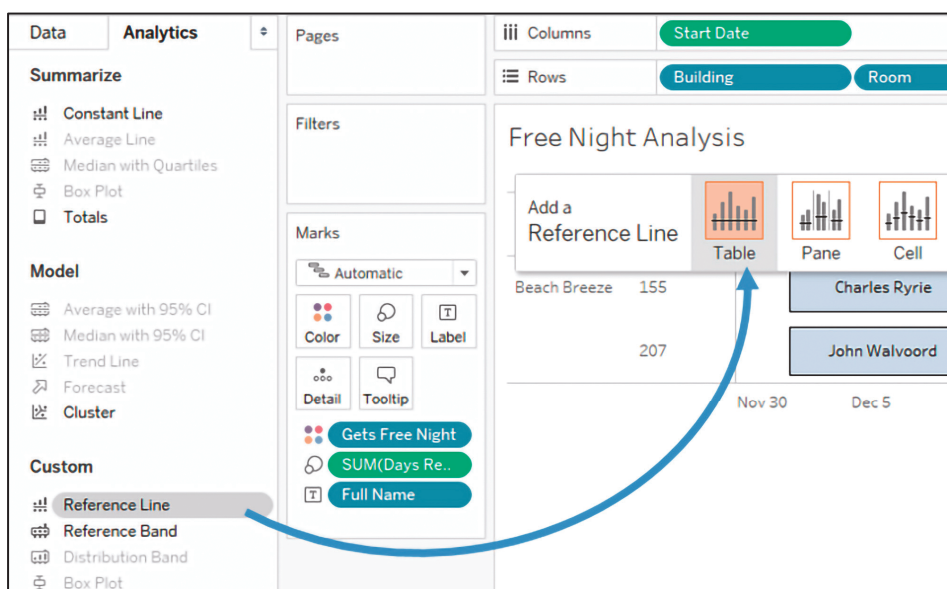 Data
Analytics
Summarize
Constant Line
Average Line
Median with Quartiles
Box Plot
Totals
Model
Average with 95% CI
Median with 95% CI
Trend Line
Forecast
Cluster
Custom
Reference Line
Reference Band
Distribution Band
Box Plot
Pages
Filters
Marks
Automatic
Color Size Label
T
Detail Tooltip
Gets Free Night
SUM(Days Re..
T Full Name
Columns Start Date
Rows Building Room
Free Night Analysis
Add a
Reference Line
Table Pane Cell
Beach Breeze 155 Charles Ryrie
207 John Walvoord
Nov 30 Dec 5